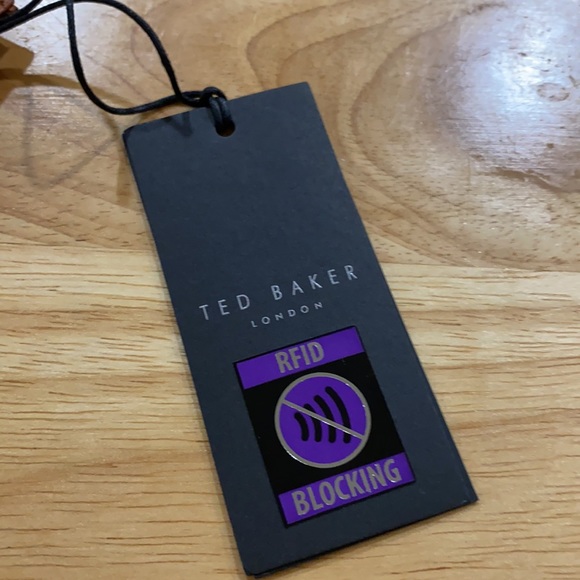 TED BAKER
LONDON
RFID
BLOCKING